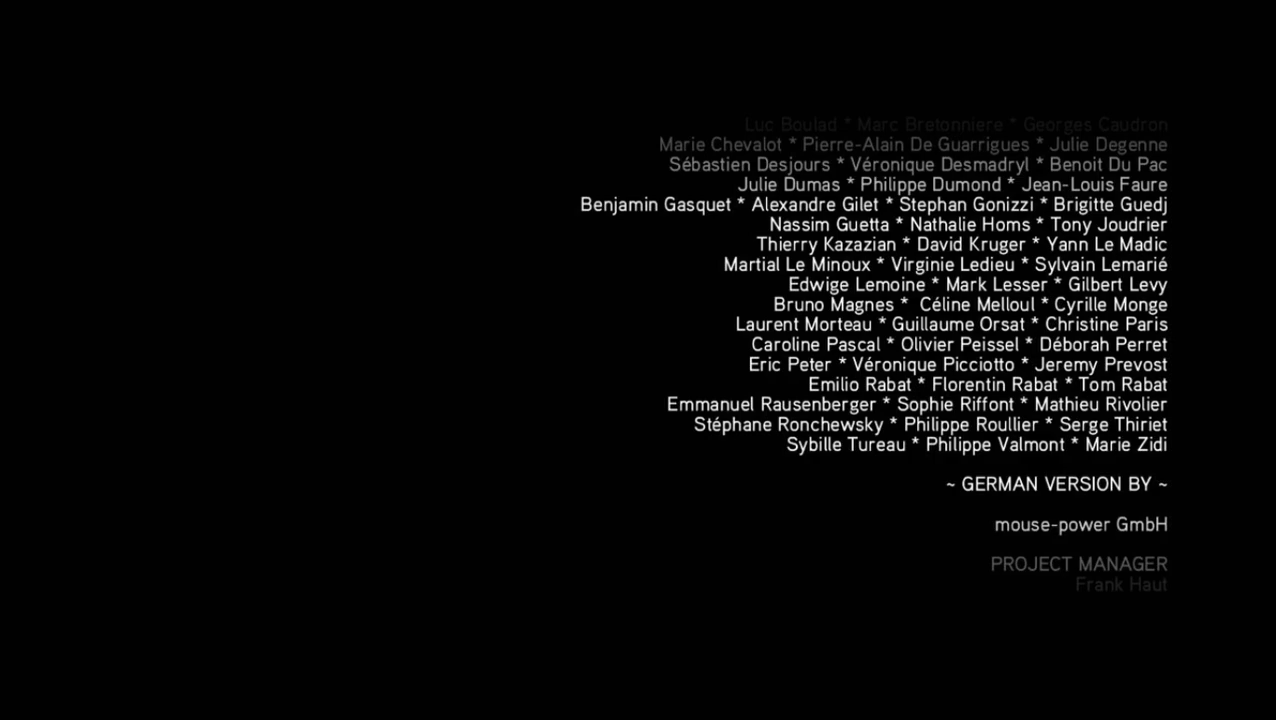 Luc Boulad * Marc Bretonniere * Georges Caudron
Marie Chevalot * Pierre-Alain De Guarrigues * Julie Degenne
Sébastien Desjours * Véronique Desmadryl * Benoit Du Pac
Julie Dumas * Philippe Dumond * Jean-Louis Faure
Benjamin Gasquet * Alexandre Gilet * Stephan Gonizzi * Brigitte Guedj
Nassim Guetta * Nathalie Homs * Tony Joudrier
Thierry Kazazian * David Kruger * Yann Le Madic
Martial Le Minoux * Virginie Ledieu * Sylvain Lemarié
Edwige Lemoine * Mark Lesser * Gilbert Levy
Bruno Magnes * Céline Melloul * Cyrille Monge
Laurent Morteau * Guillaume Orsat * Christine Paris
Caroline Pascal * Olivier Peissel * Déborah Perret
Eric Peter * Véronique Picciotto * Jeremy Prevost
Emilio Rabat * Florentin Rabat * Tom Rabat
Emmanuel Rausenberger * Sophie Riffont * Mathieu Rivolier
Stéphane Ronchewsky * Philippe Roullier * Serge Thiriet
Sybille Tureau * Philippe Valmont * Marie Zidi
~ GERMAN VERSION BY ~
mouse-power GmbH
PROJECT MANAGER
Frank Haut